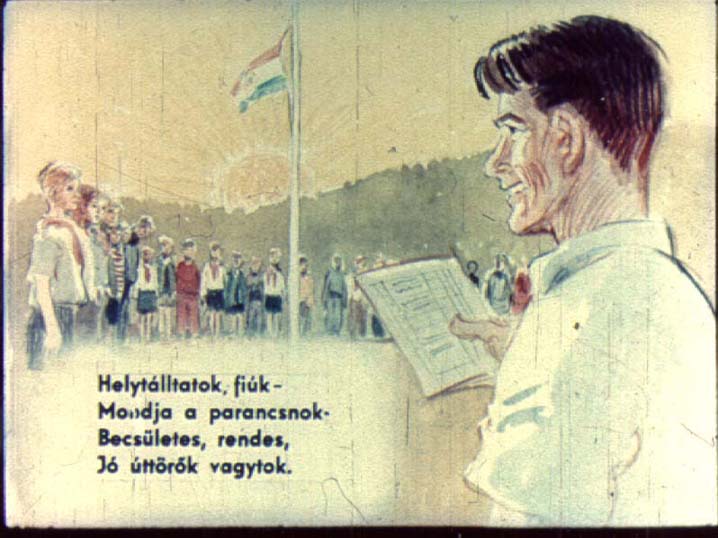 Helytálltatok, fiúk–
Mondja a parancsnok-
Becsületes, rendes,
Jó úttörők vagytok.